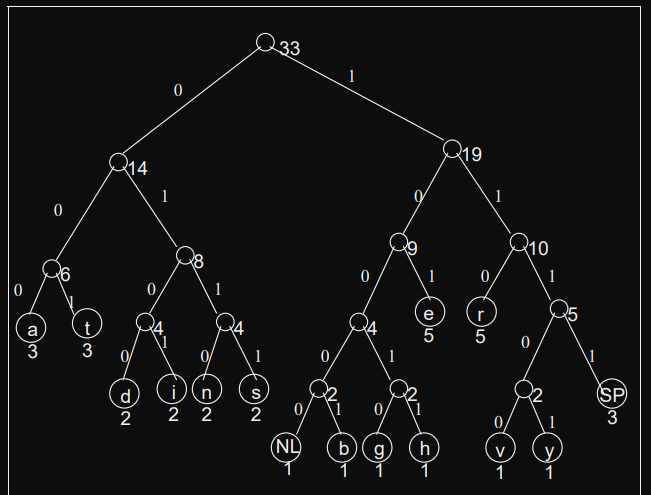 33
0 1
14 19
0 1 0 1
6 8 9 10
0 1 0 1 0 1 0 1
a t 4 4 4 e r 5
3 3 5 5
0 1 0 1 0 1 0 1
d i n s 2 2 2 SP
2 2 2 2 3
0 1 0 1 0 1
NL b g h v y
1 1 1 1 1 1